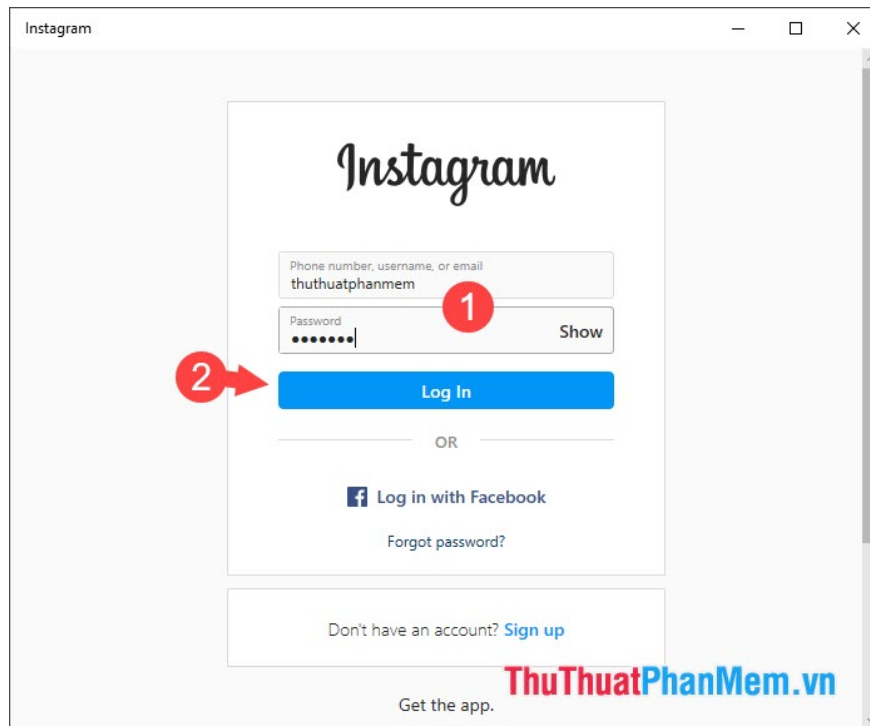 Instagram
Instagram
Phone number, username, or email
thuthuatphanmem
1
Password
●●●●●●●
Show
2
Log In
OR
Log in with Facebook
Forgot password?
Don't have an account? Sign up
ThuThuatPhanMem.vn
Get the app.